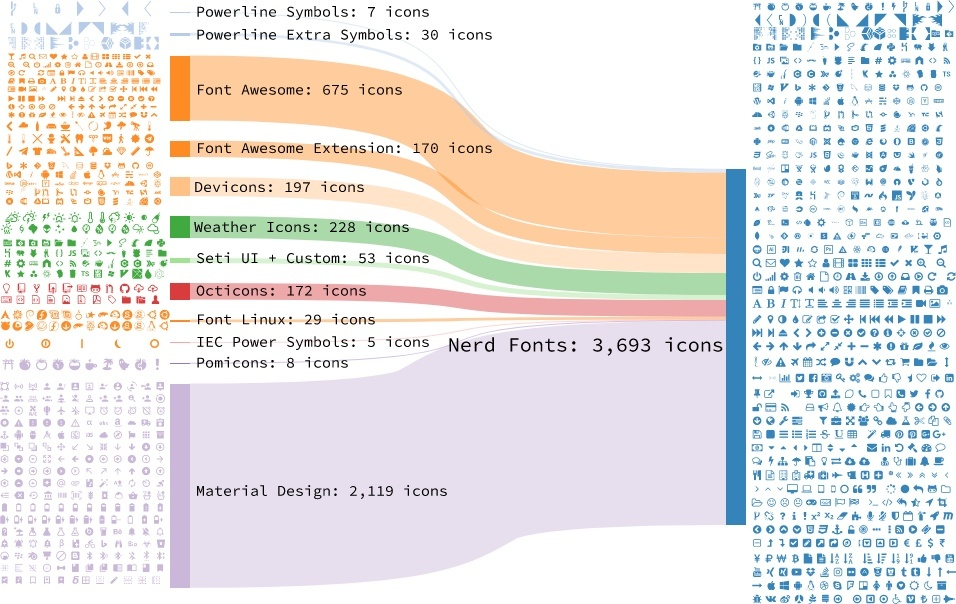 Powerline Symbols: 7 icons
Powerline Extra Symbols: 30 icons
Font Awesome: 675 icons
Font Awesome Extension: 170 icons
Devicons: 197 icons
Weather Icons: 228 icons
Seti UI + Custom: 53 icons
Octicons: 172 icons
Font Linux: 29 icons
IEC Power Symbols: 5 icons
Nerd Fonts: 3,693 icons
Pomicons: 8 icons
Material Design: 2,119 icons